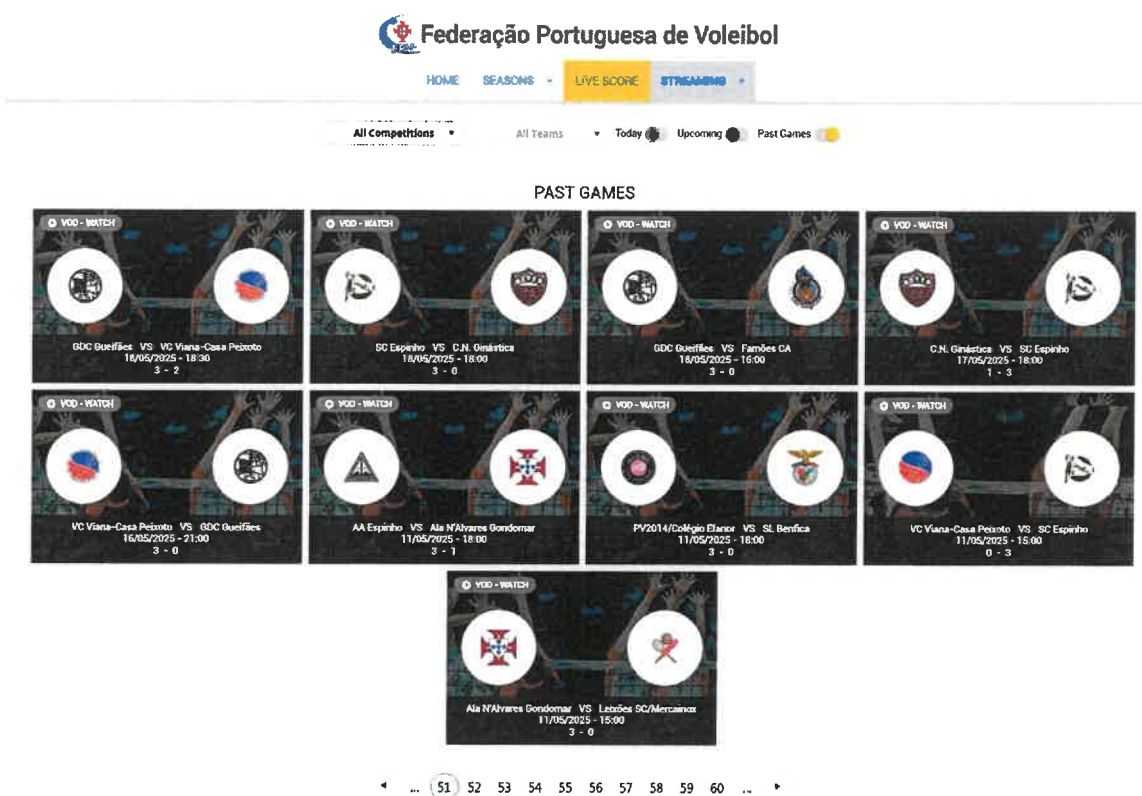 Federação Portuguesa de Voleibol
HOME SEASONS LIVE SCORE STREAMING
All Competitions All Teams Today Upcoming Past Games
PAST GAMES
VOD - WATCH
GDC Gueifães VS VC Viana-Casa Peixoto
18/05/2025 - 18:30
3 - 2
VOD - WATCH
SC Espinho VS C.N. Ginástica
18/05/2025 - 18:00
3 - 0
VOD - WATCH
GDC Gueifães VS Famões CA
18/05/2025 - 16:00
3 - 0
VOD - WATCH
C.N. Ginástica VS SC Espinho
17/05/2025 - 18:00
1 - 3
VOD - WATCH
VC Viana-Casa Peixoto VS GDC Gueifães
16/05/2025 - 21:00
3 - 0
VOD - WATCH
AA Espinho VS Ala N'Alvares Gondomar
11/05/2025 - 18:00
3 - 1
VOD - WATCH
PV2014/Colégio Efanor VS SL Benfica
11/05/2025 - 18:00
3 - 0
VOD - WATCH
VC Viana-Casa Peixoto VS SC Espinho
11/05/2025 - 15:00
0 - 3
VOD - WATCH
Ala N'Alvares Gondomar VS Leixões SC/Mercainox
11/05/2025 - 15:00
3 - 0
... 51 52 53 54 55 56 57 58 59 60 ...